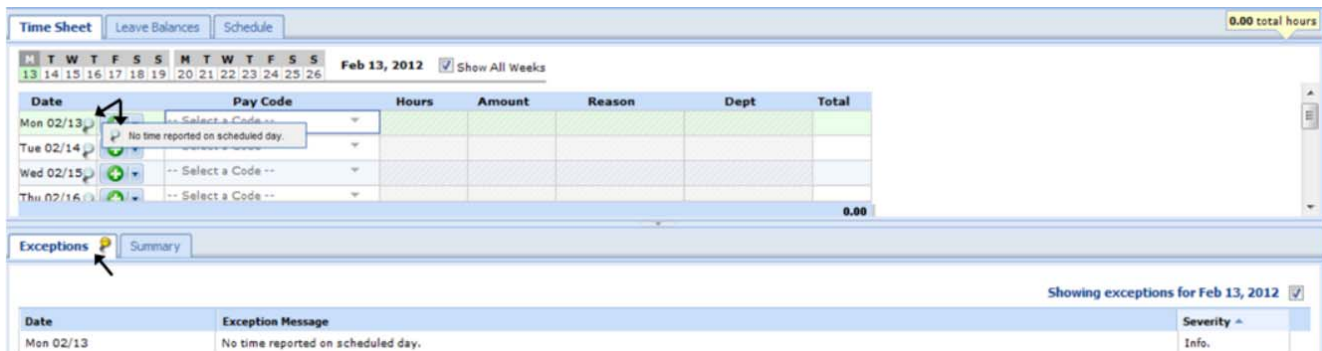 Time Sheet Leave Balances Schedule 0.00 total hours
M T W T F S S M T W T F S S
13 14 15 16 17 18 19 20 21 22 23 24 25 26 Feb 13, 2012 Show All Weeks
Date Pay Code Hours Amount Reason Dept Total
Mon 02/13 -- Select a Code --
No time reported on scheduled day.
Tue 02/14
Wed 02/15 -- Select a Code --
Thu 02/16 -- Select a Code --
0.00
Exceptions Summary
Showing exceptions for Feb 13, 2012
Date Exception Message Severity
Mon 02/13 No time reported on scheduled day. Info.